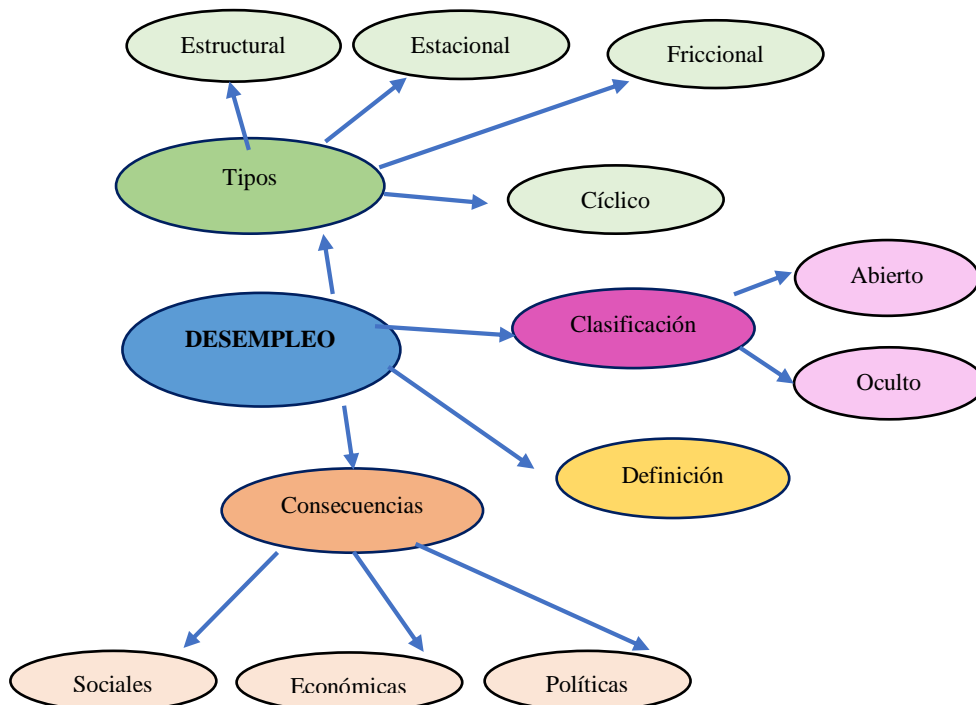 Estructural
Estacional
Friccional
Tipos
Cíclico
Abierto
DESEMPLEO
Clasificación
Oculto
Definición
Consecuencias
Sociales
Económicas
Políticas